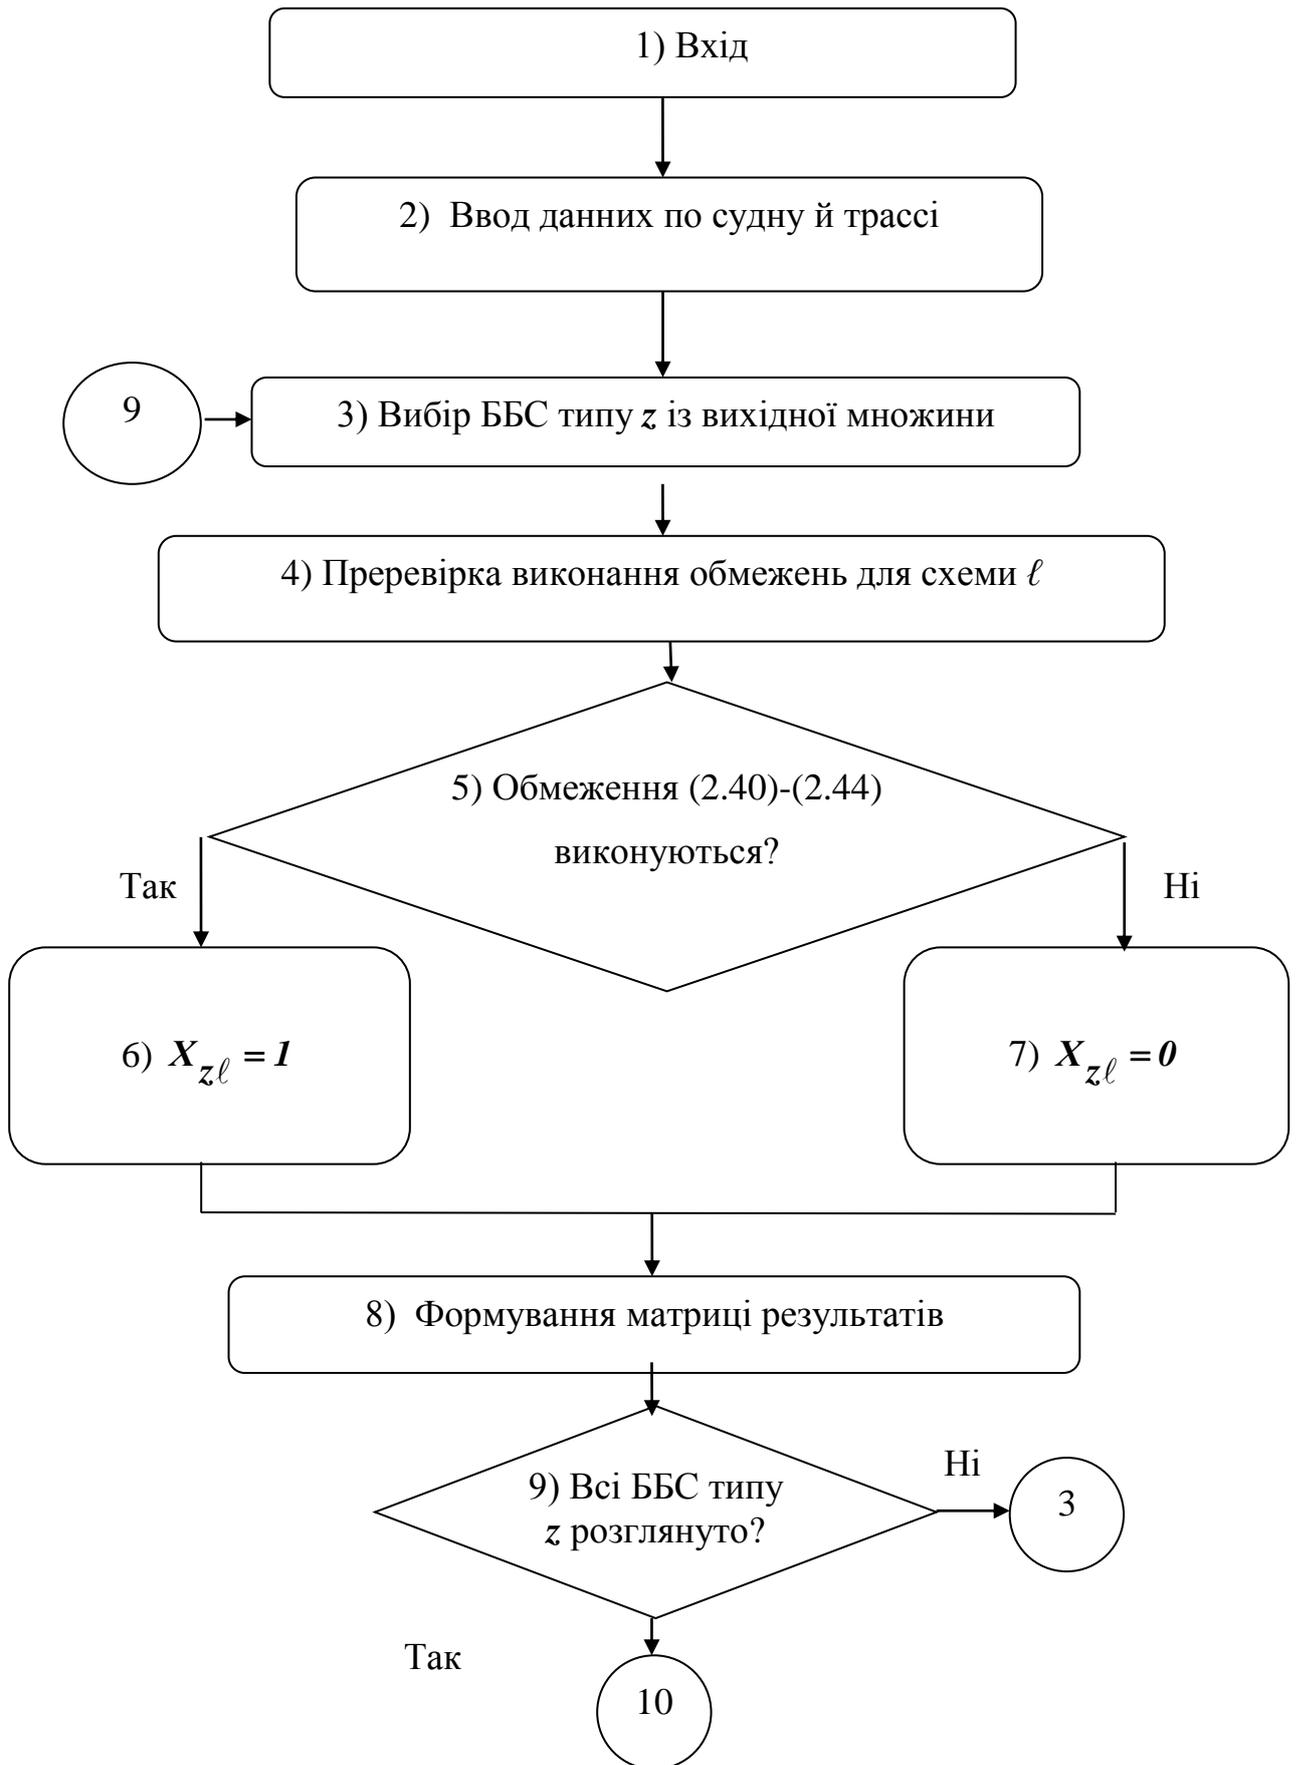 1) Вхід
2) Ввод данних по судну й трассі
9
3) Вибір ББС типу z із вихідної множини
4) Преревірка виконання обмежень для схеми ℓ
5) Обмеження (2.40)-(2.44)
виконуються?
Так
Ні
6) X_zℓ = 1
7) X_zℓ = 0
8) Формування матриці результатів
9) Всі ББС типу
z розглянуто?
Ні
3
Так
10